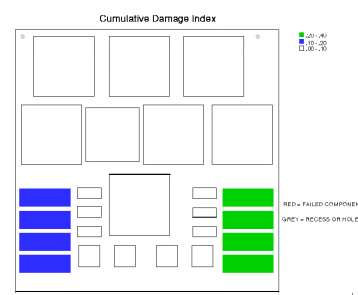 Cumulative Damage Index
.20 - .40
.10 - .20
.00 - .10
RED = FAILED COMPONEN
GREY = RECESS OR HOLE